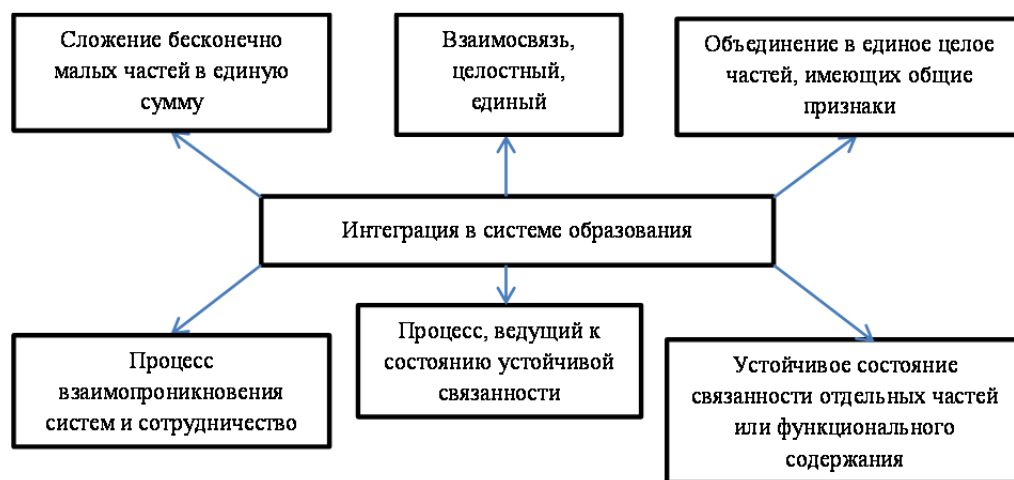 Сложение бесконечно
малых частей в единую
сумму
Взаимосвязь,
целостный,
единый
Объединение в единое целое
частей, имеющих общие
признаки
Интеграция в системе образования
Процесс
взаимопроникновения
систем и сотрудничество
Процесс, ведущий к
состоянию устойчивой
связанности
Устойчивое состояние
связанности отдельных частей
или функционального
содержания